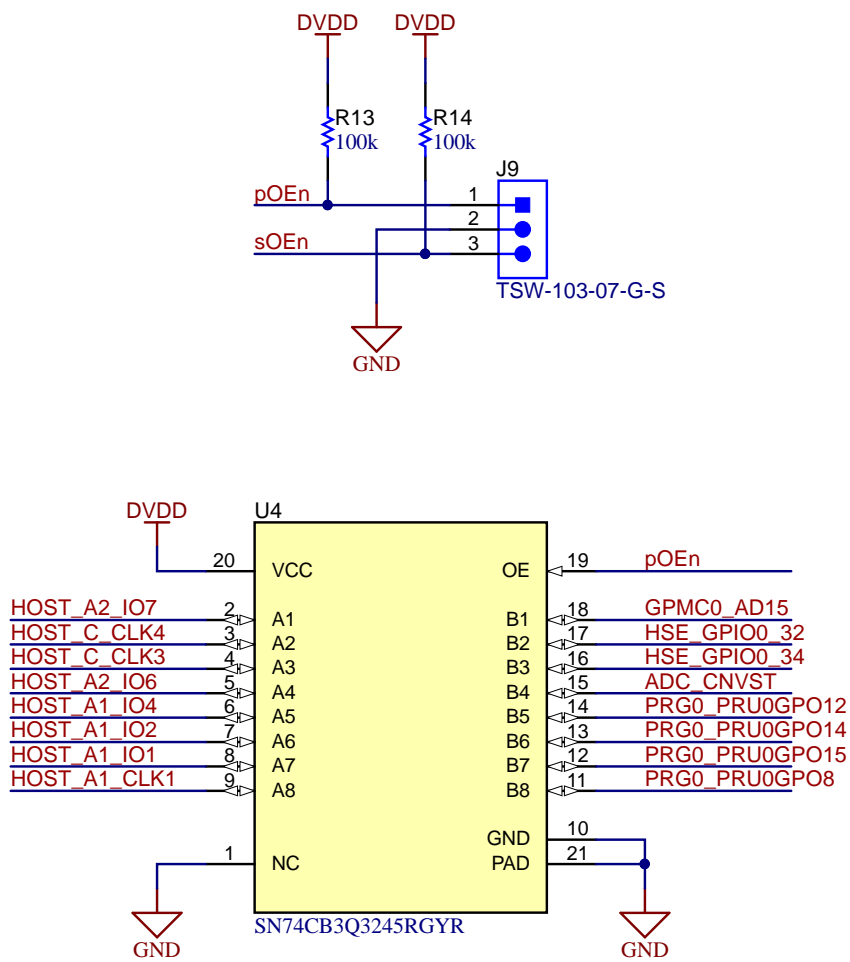 DVDD DVDD
R13 R14
100k 100k
J9
pOEn 1
2
sOEn 3
TSW-103-07-G-S
GND
DVDD U4
20 VCC OE 19 pOEn
HOST_A2_IO7 2 A1 B1 18 GPMC0_AD15
HOST_C_CLK4 3 A2 B2 17 HSE_GPIO0_32
HOST_C_CLK3 4 A3 B3 16 HSE_GPIO0_34
HOST_A2_IO6 5 A4 B4 15 ADC_CNVST
HOST_A1_IO4 6 A5 B5 14 PRG0_PRU0GPO12
HOST_A1_IO2 7 A6 B6 13 PRG0_PRU0GPO14
HOST_A1_IO1 8 A7 B7 12 PRG0_PRU0GPO15
HOST_A1_CLK1 9 A8 B8 11 PRG0_PRU0GPO8
GND 10
1 NC PAD 21
SN74CB3Q3245RGYR
GND GND